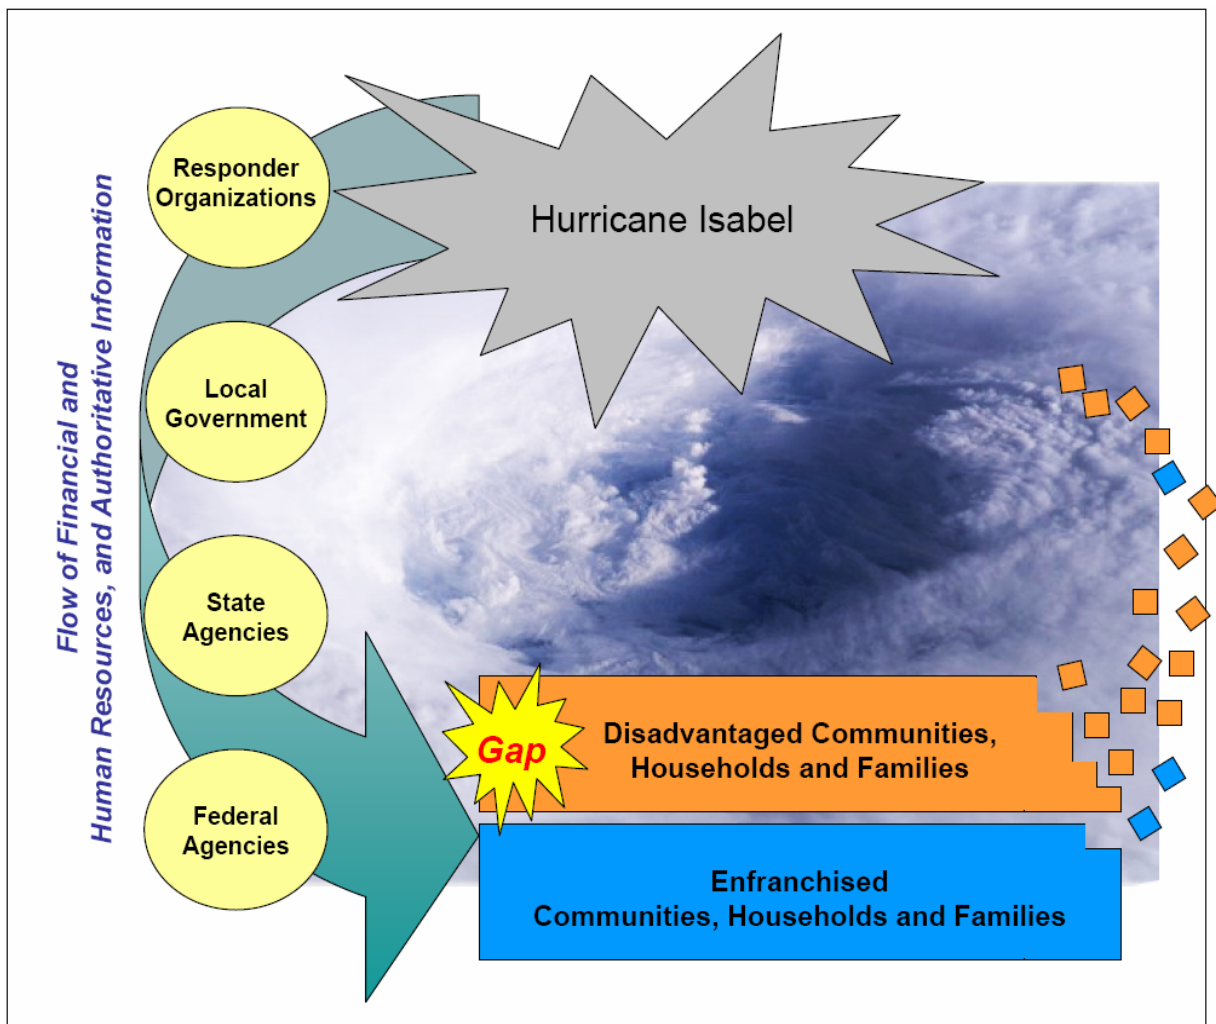 Hurricane Isabel
Responder
Organizations
Local
Government
State
Agencies
Federal
Agencies
Flow of Financial and
Human Resources, and Authoritative Information
Gap
Disadvantaged Communities,
Households and Families
Enfranchised
Communities, Households and Families